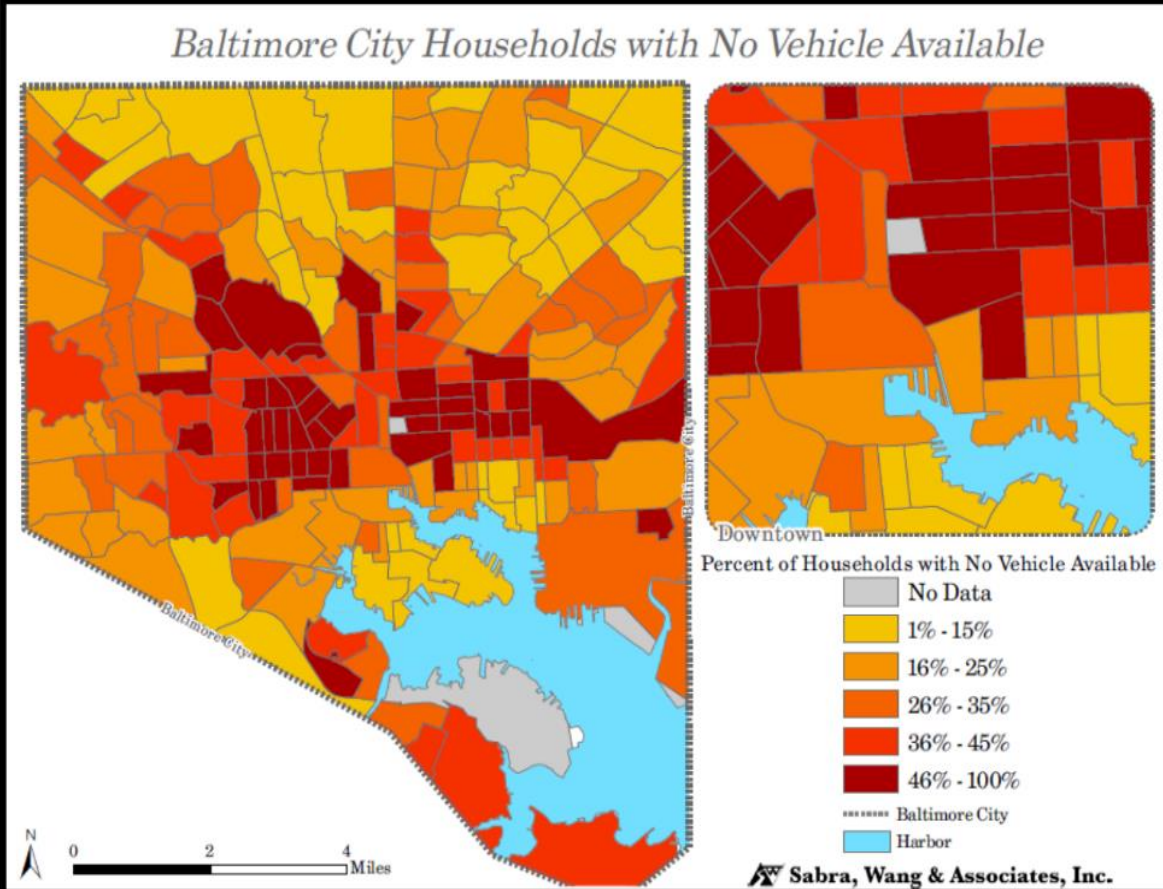 Baltimore City Households with No Vehicle Available
Baltimore City
Baltimore City
Downtown
Percent of Households with No Vehicle Available
No Data
1% - 15%
16% - 25%
26% - 35%
36% - 45%
46% - 100%
Baltimore City
Harbor
N
0 2 4
Miles
Sabra, Wang & Associates, Inc.